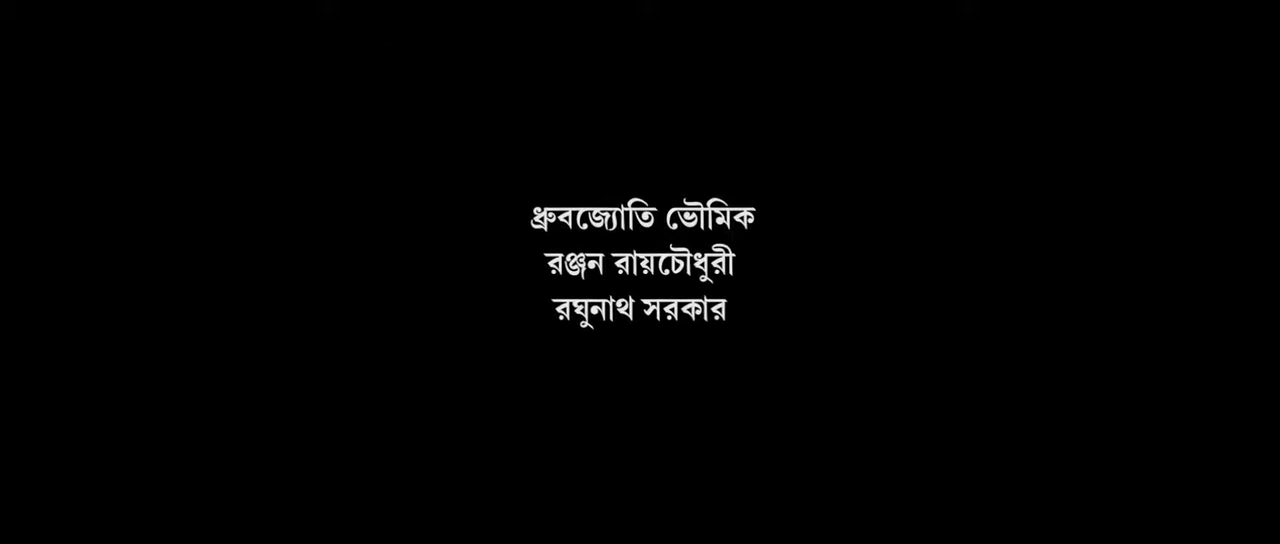 ধ্রুবজ্যোতি ভৌমিক
রঞ্জন রায়চৌধুরী
রঘুনাথ সরকার